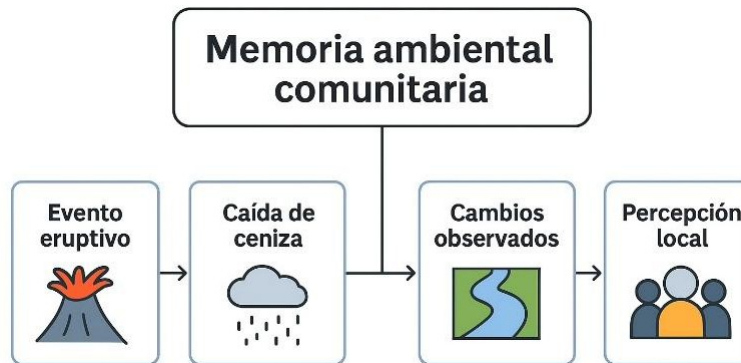 Memoria ambiental
comunitaria
Evento
eruptivo
Caída de
ceniza
Cambios
observados
Percepción
local